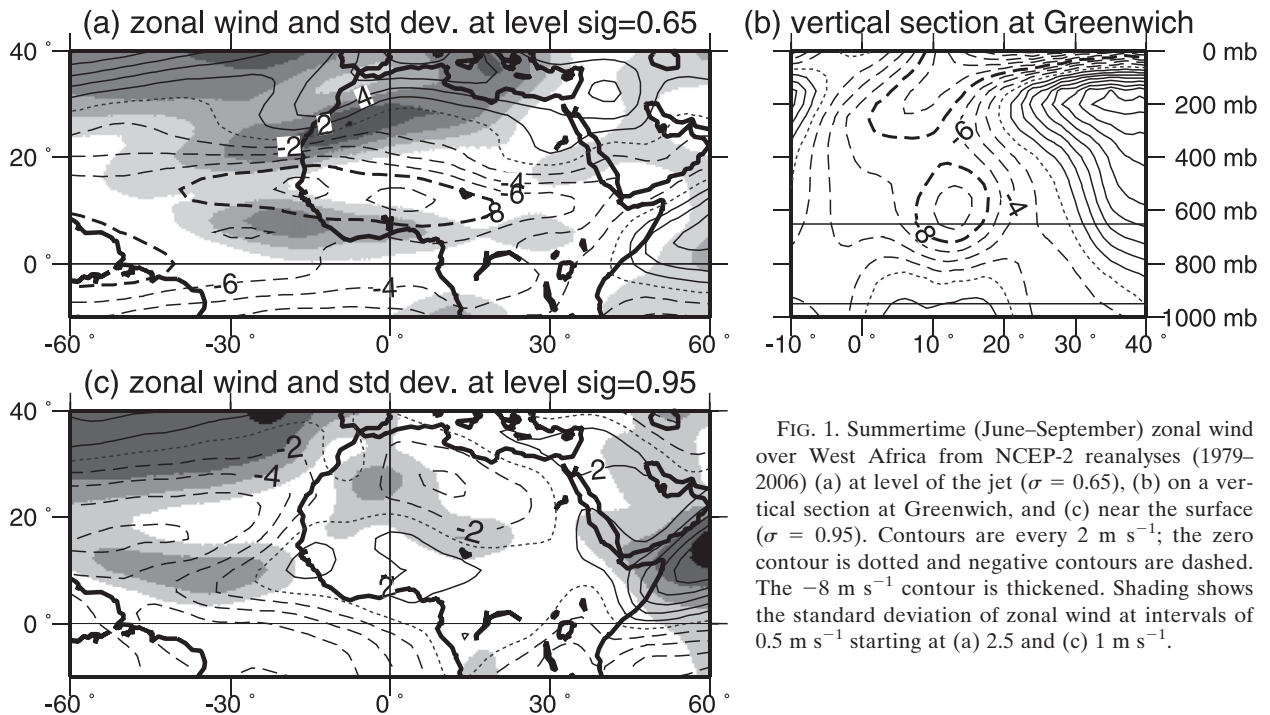 (a) zonal wind and std dev. at level sig=0.65
40°
20°
0°
-60°
-30°
0°
30°
60°
4
2
-2
-4
-6
8
-6
-4
(b) vertical section at Greenwich
0 mb
200 mb
400 mb
600 mb
800 mb
1000 mb
-10°
0°
10°
20°
30°
40°
-6
-4
8
(c) zonal wind and std dev. at level sig=0.95
40°
20°
0°
-60°
-30°
0°
30°
60°
-2
-4
-2
2
2
FIG. 1. Summertime (June–September) zonal wind
over West Africa from NCEP-2 reanalyses (1979–
2006) (a) at level of the jet (σ = 0.65), (b) on a ver-
tical section at Greenwich, and (c) near the surface
(σ = 0.95). Contours are every 2 m s⁻¹; the zero
contour is dotted and negative contours are dashed.
The −8 m s⁻¹ contour is thickened. Shading shows
the standard deviation of zonal wind at intervals of
0.5 m s⁻¹ starting at (a) 2.5 and (c) 1 m s⁻¹.